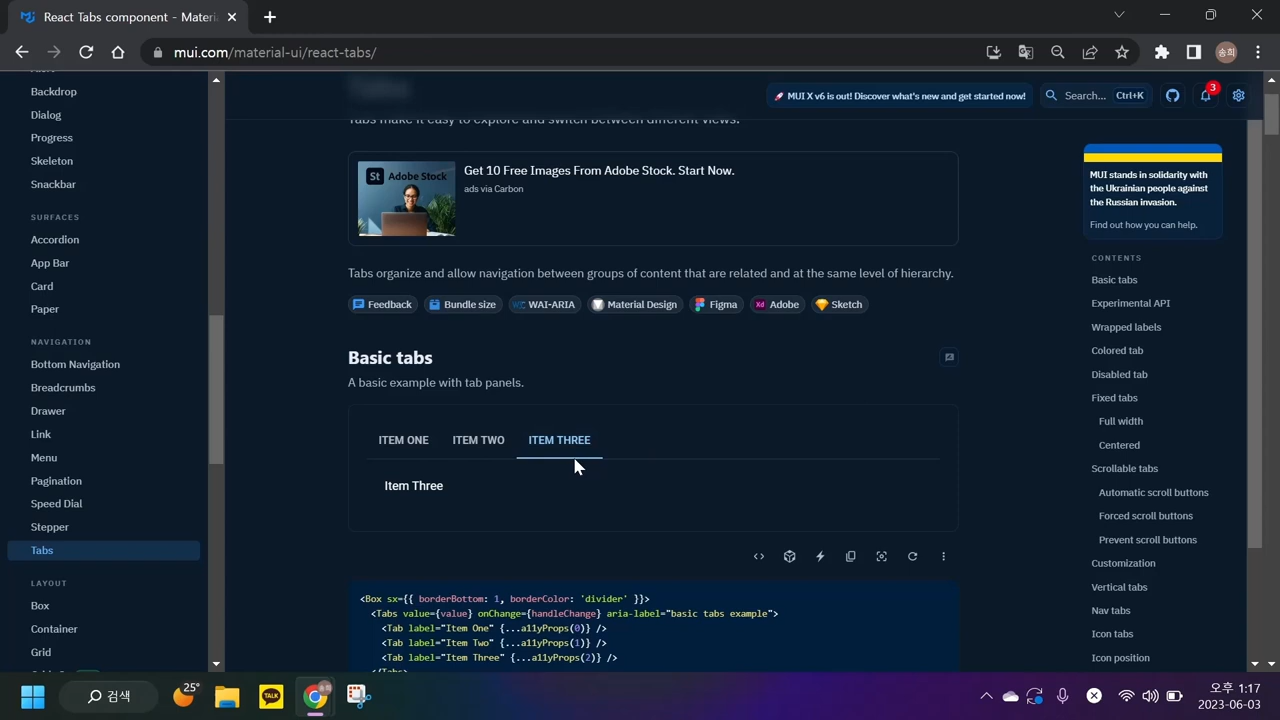 React Tabs component - Materi
mui.com/material-ui/react-tabs/
송희
Backdrop
Dialog
Progress
Skeleton
Snackbar
SURFACES
Accordion
App Bar
Card
Paper
NAVIGATION
Bottom Navigation
Breadcrumbs
Drawer
Link
Menu
Pagination
Speed Dial
Stepper
Tabs
LAYOUT
Box
Container
Grid
Tabs
🚀 MUI X v6 is out! Discover what's new and get started now!
Search... Ctrl+K
3
Tabs make it easy to explore and switch between different views.
St Adobe Stock
Get 10 Free Images From Adobe Stock. Start Now.
ads via Carbon
Tabs organize and allow navigation between groups of content that are related and at the same level of hierarchy.
Feedback Bundle size WAI-ARIA Material Design Figma Xd Adobe Sketch
Basic tabs
A basic example with tab panels.
ITEM ONE ITEM TWO ITEM THREE
Item Three
<Box sx={{ borderBottom: 1, borderColor: 'divider' }}>
<Tabs value={value} onChange={handleChange} aria-label="basic tabs example">
<Tab label="Item One" {...a11yProps(0)} />
<Tab label="Item Two" {...a11yProps(1)} />
<Tab label="Item Three" {...a11yProps(2)} />
</Tabs>
MUI stands in solidarity with
the Ukrainian people against
the Russian invasion.
Find out how you can help.
CONTENTS
Basic tabs
Experimental API
Wrapped labels
Colored tab
Disabled tab
Fixed tabs
Full width
Centered
Scrollable tabs
Automatic scroll buttons
Forced scroll buttons
Prevent scroll buttons
Customization
Vertical tabs
Nav tabs
Icon tabs
Icon position
검색
25°
TALK
오후 1:17
2023-06-03